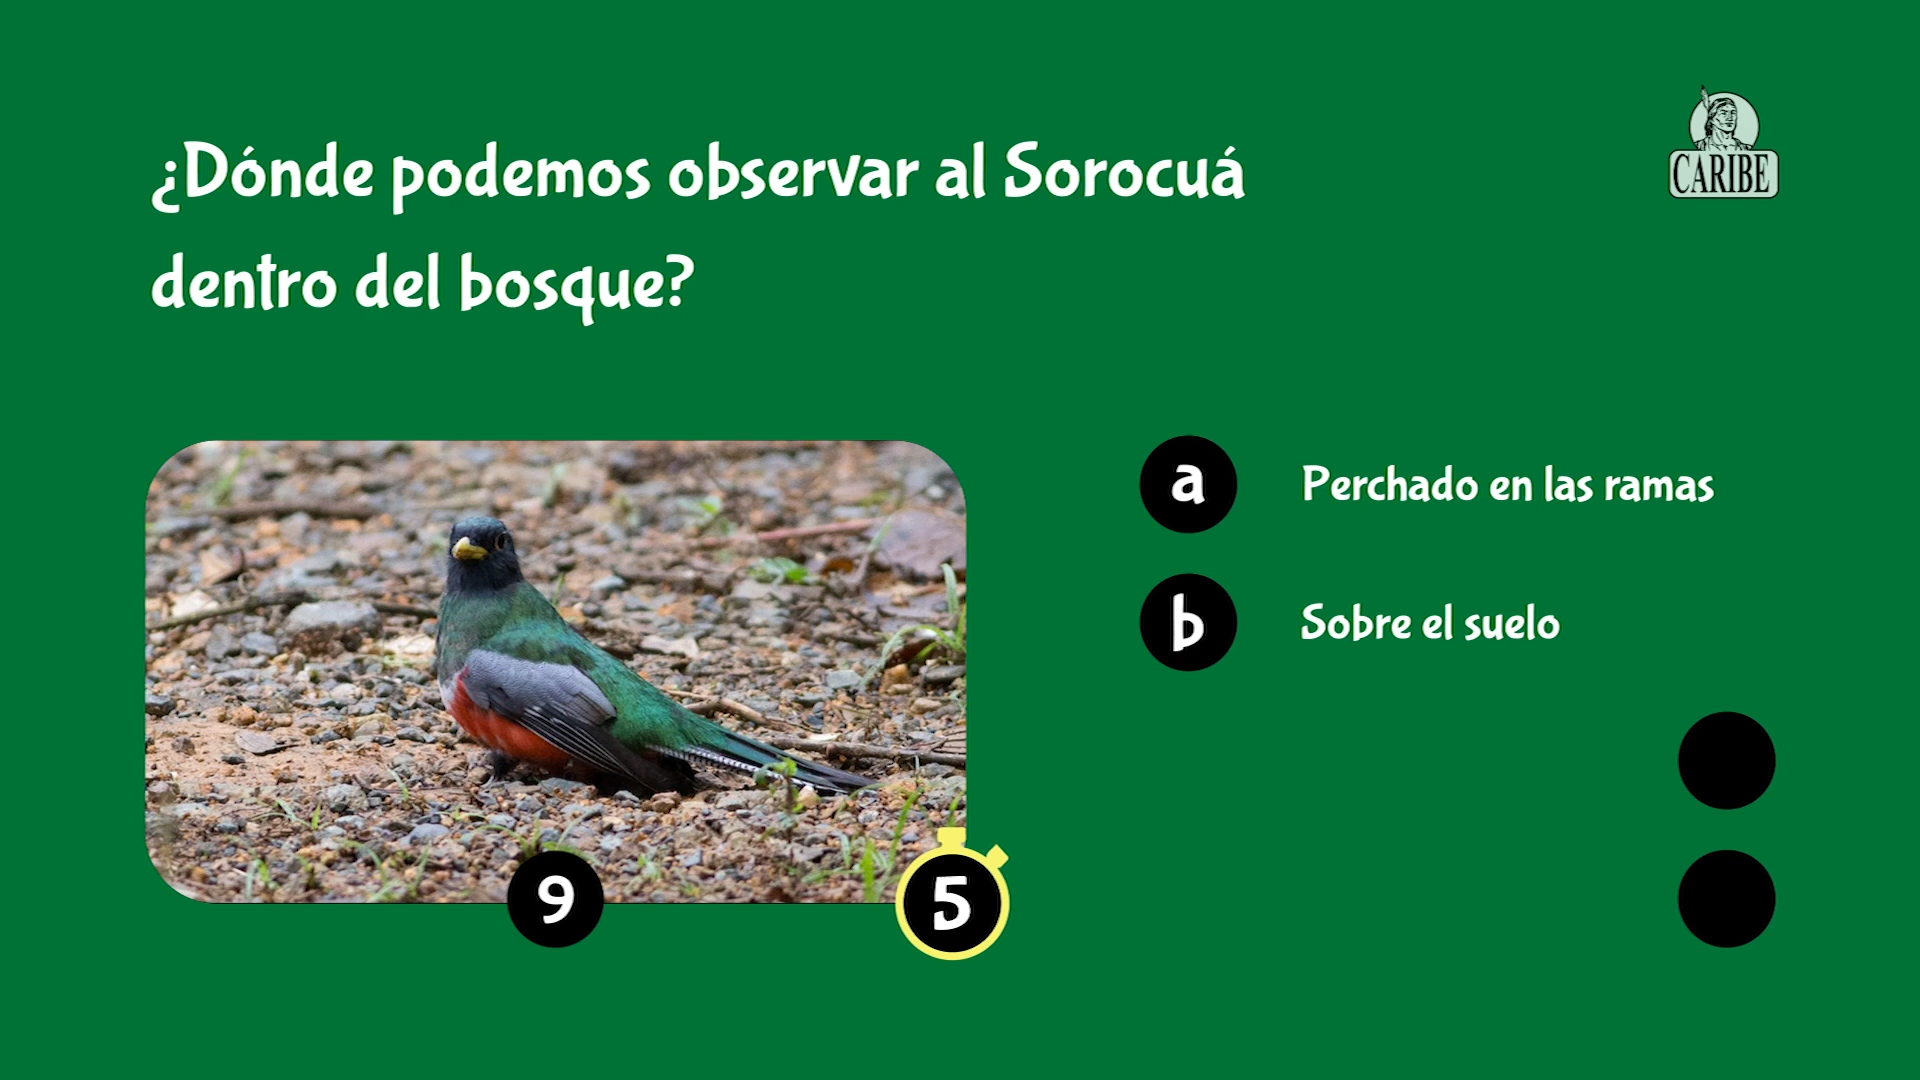 ¿Dónde podemos observar al Sorocuá
dentro del bosque?
CARIBE
a Perchado en las ramas
b Sobre el suelo
9
5